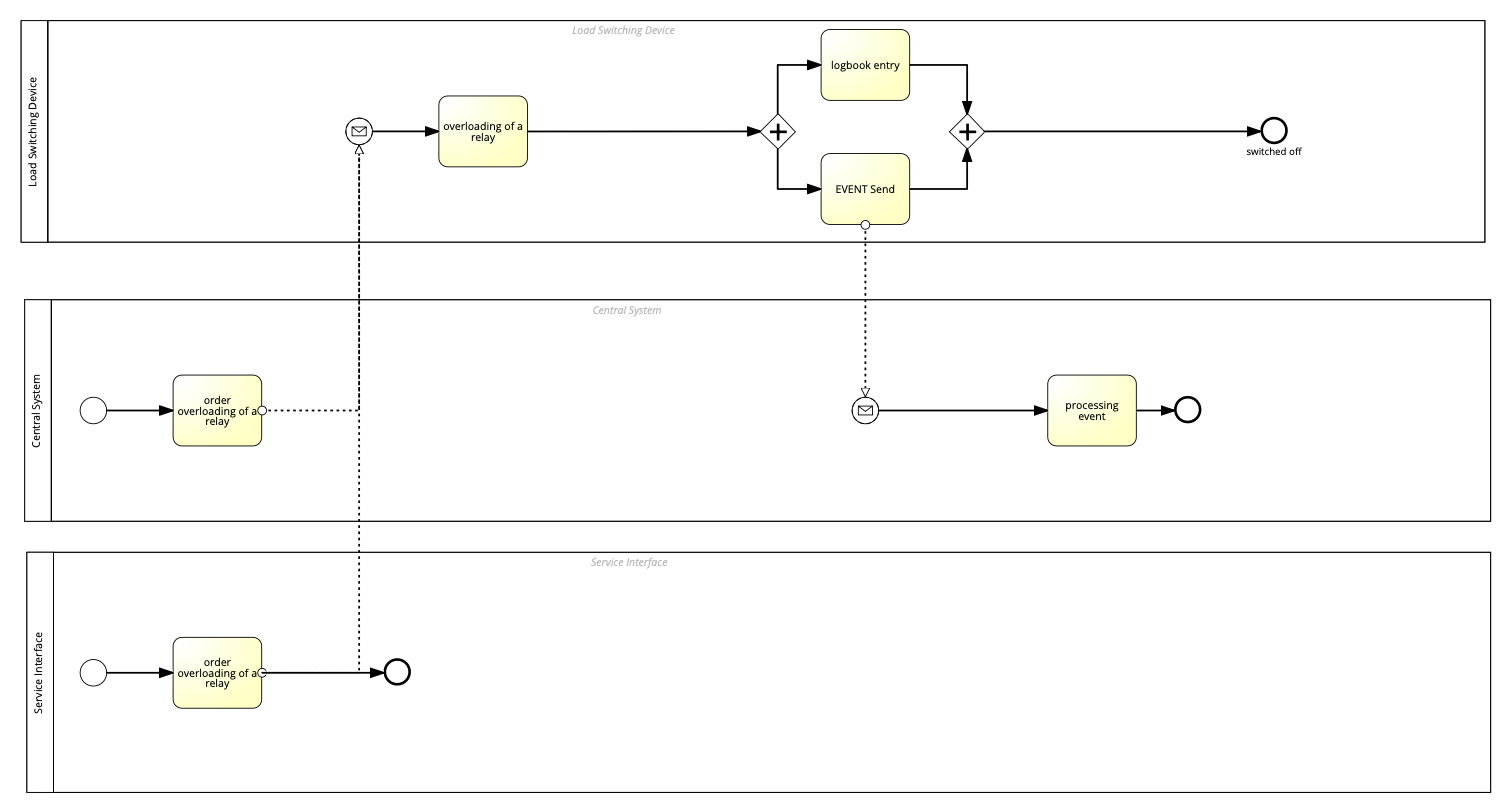 Load Switching Device
Load Switching Device
logbook entry
overloading of a
relay
EVENT Send
switched off
Central System
Central System
order
overloading of a
relay
processing
event
Service Interface
Service Interface
order
overloading of a
relay